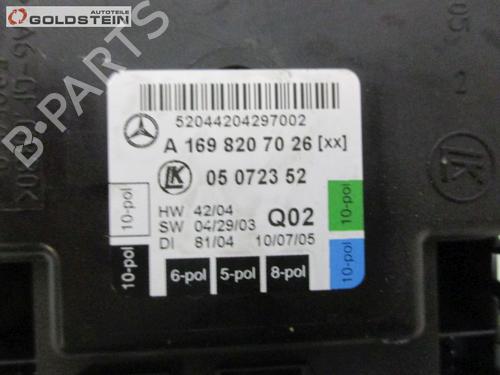 GOLDSTEIN
52044204297002
A 169 820 70 26 [xx]
LK 05 0723 52
HW 42/04 Q02
SW 04/29/03
DI 81/04 10/07/05
10-pol
10-pol
10-pol
10-pol
6-pol 5-pol 8-pol